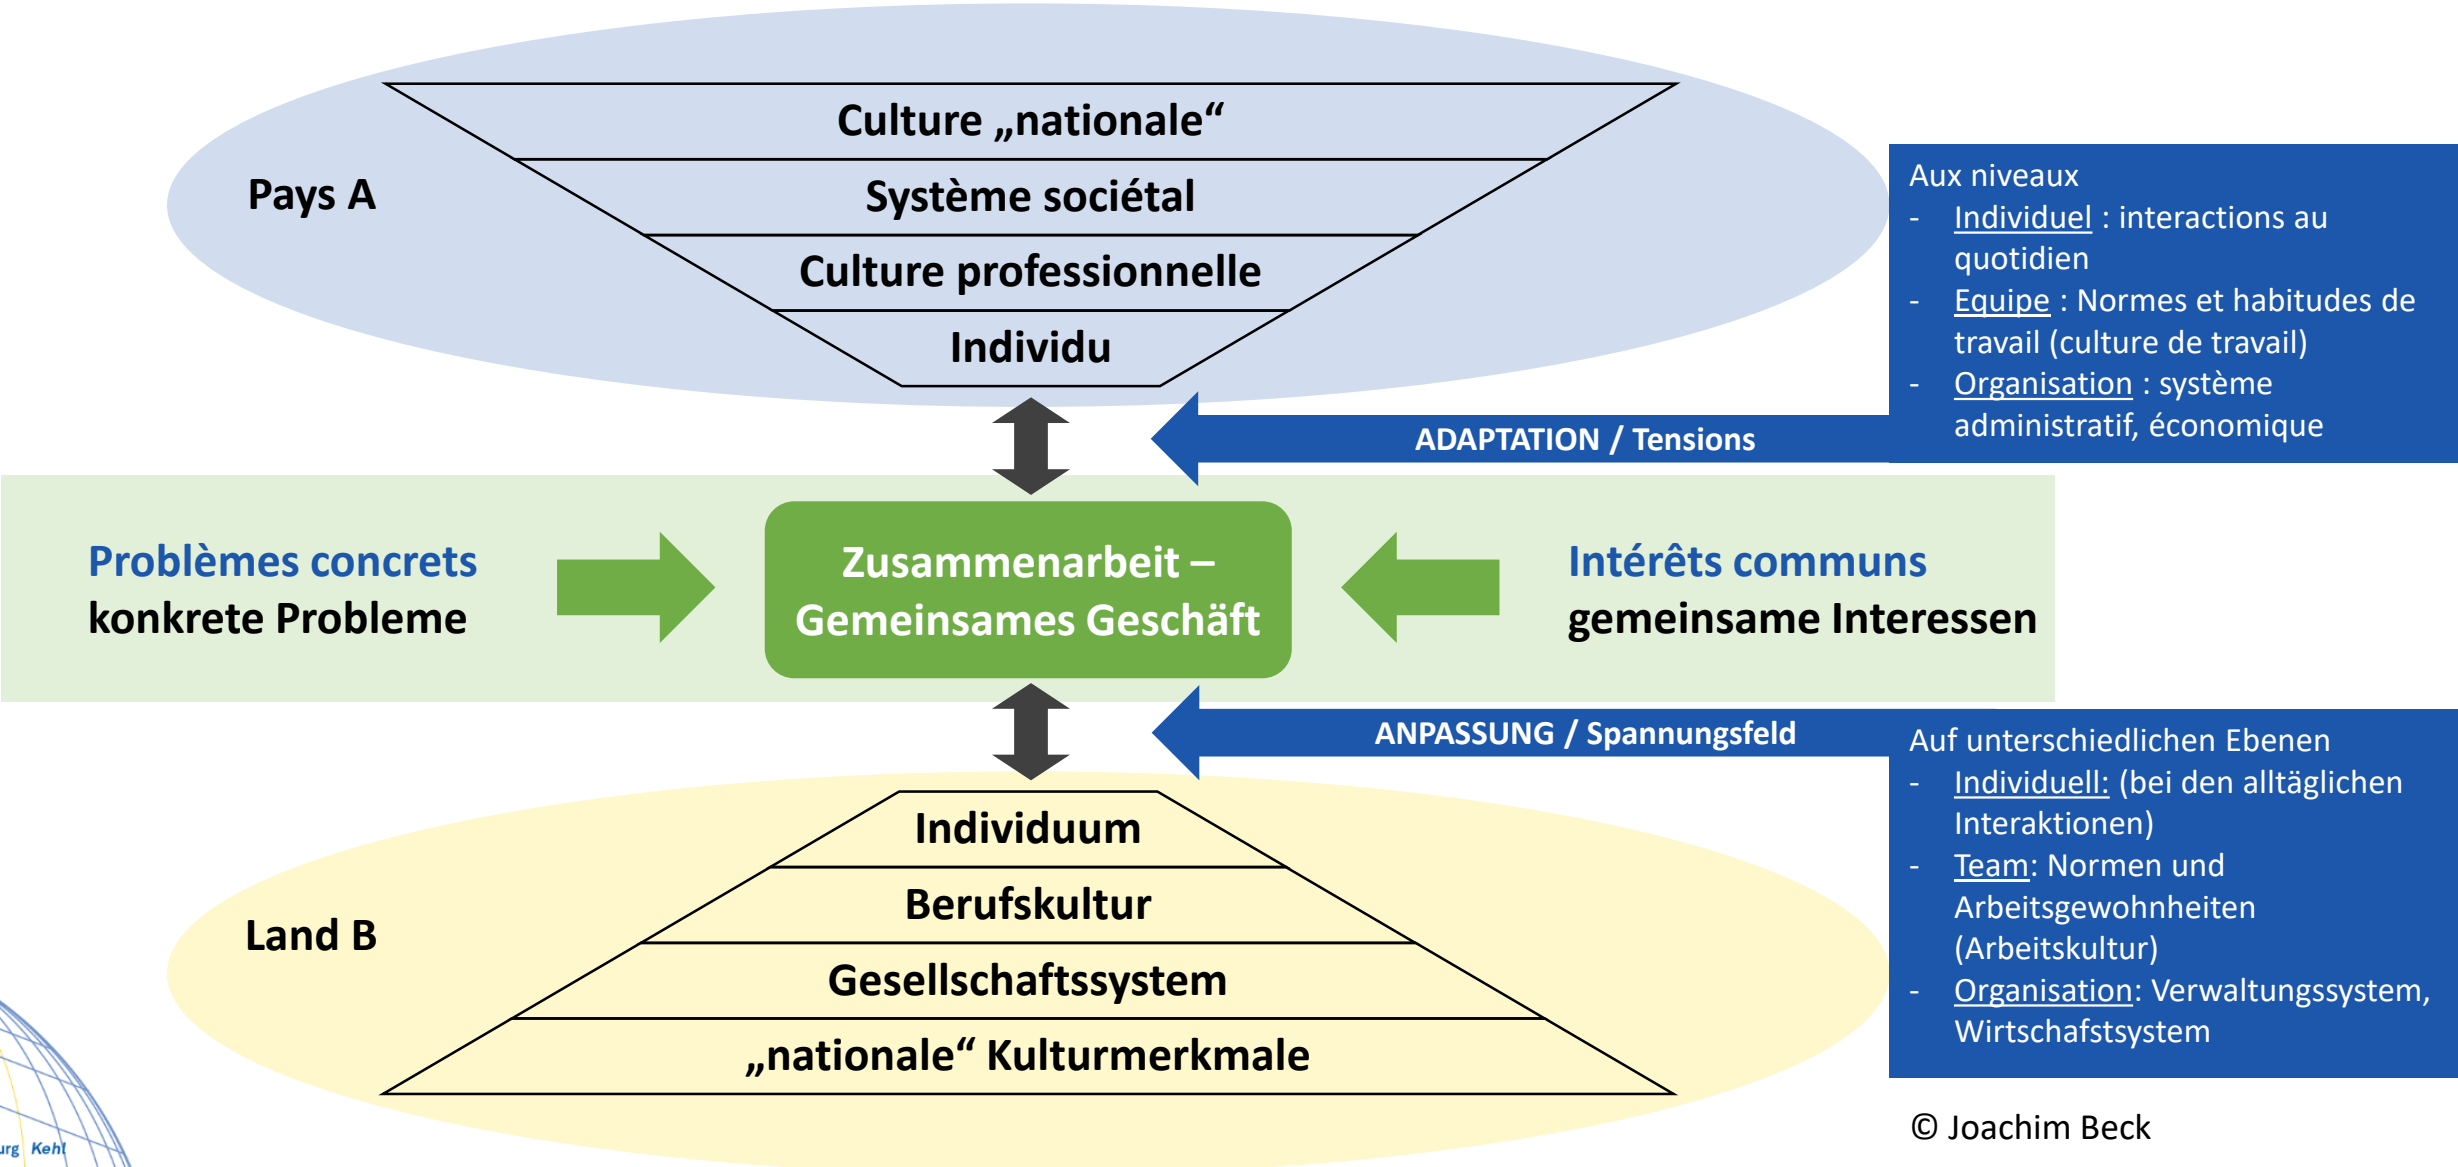 Culture „nationale“
Pays A
Système sociétal
Culture professionnelle
Individu
Aux niveaux
- Individuel : interactions au
quotidien
- Equipe : Normes et habitudes de
travail (culture de travail)
- Organisation : système
administratif, économique
ADAPTATION / Tensions
Problèmes concrets
konkrete Probleme
Zusammenarbeit –
Gemeinsames Geschäft
Intérêts communs
gemeinsame Interessen
ANPASSUNG / Spannungsfeld
Auf unterschiedlichen Ebenen
- Individuell: (bei den alltäglichen
Interaktionen)
- Team: Normen und
Arbeitsgewohnheiten
(Arbeitskultur)
- Organisation: Verwaltungssystem,
Wirtschafstsystem
Land B
Individuum
Berufskultur
Gesellschaftssystem
„nationale“ Kulturmerkmale
© Joachim Beck
Kehl